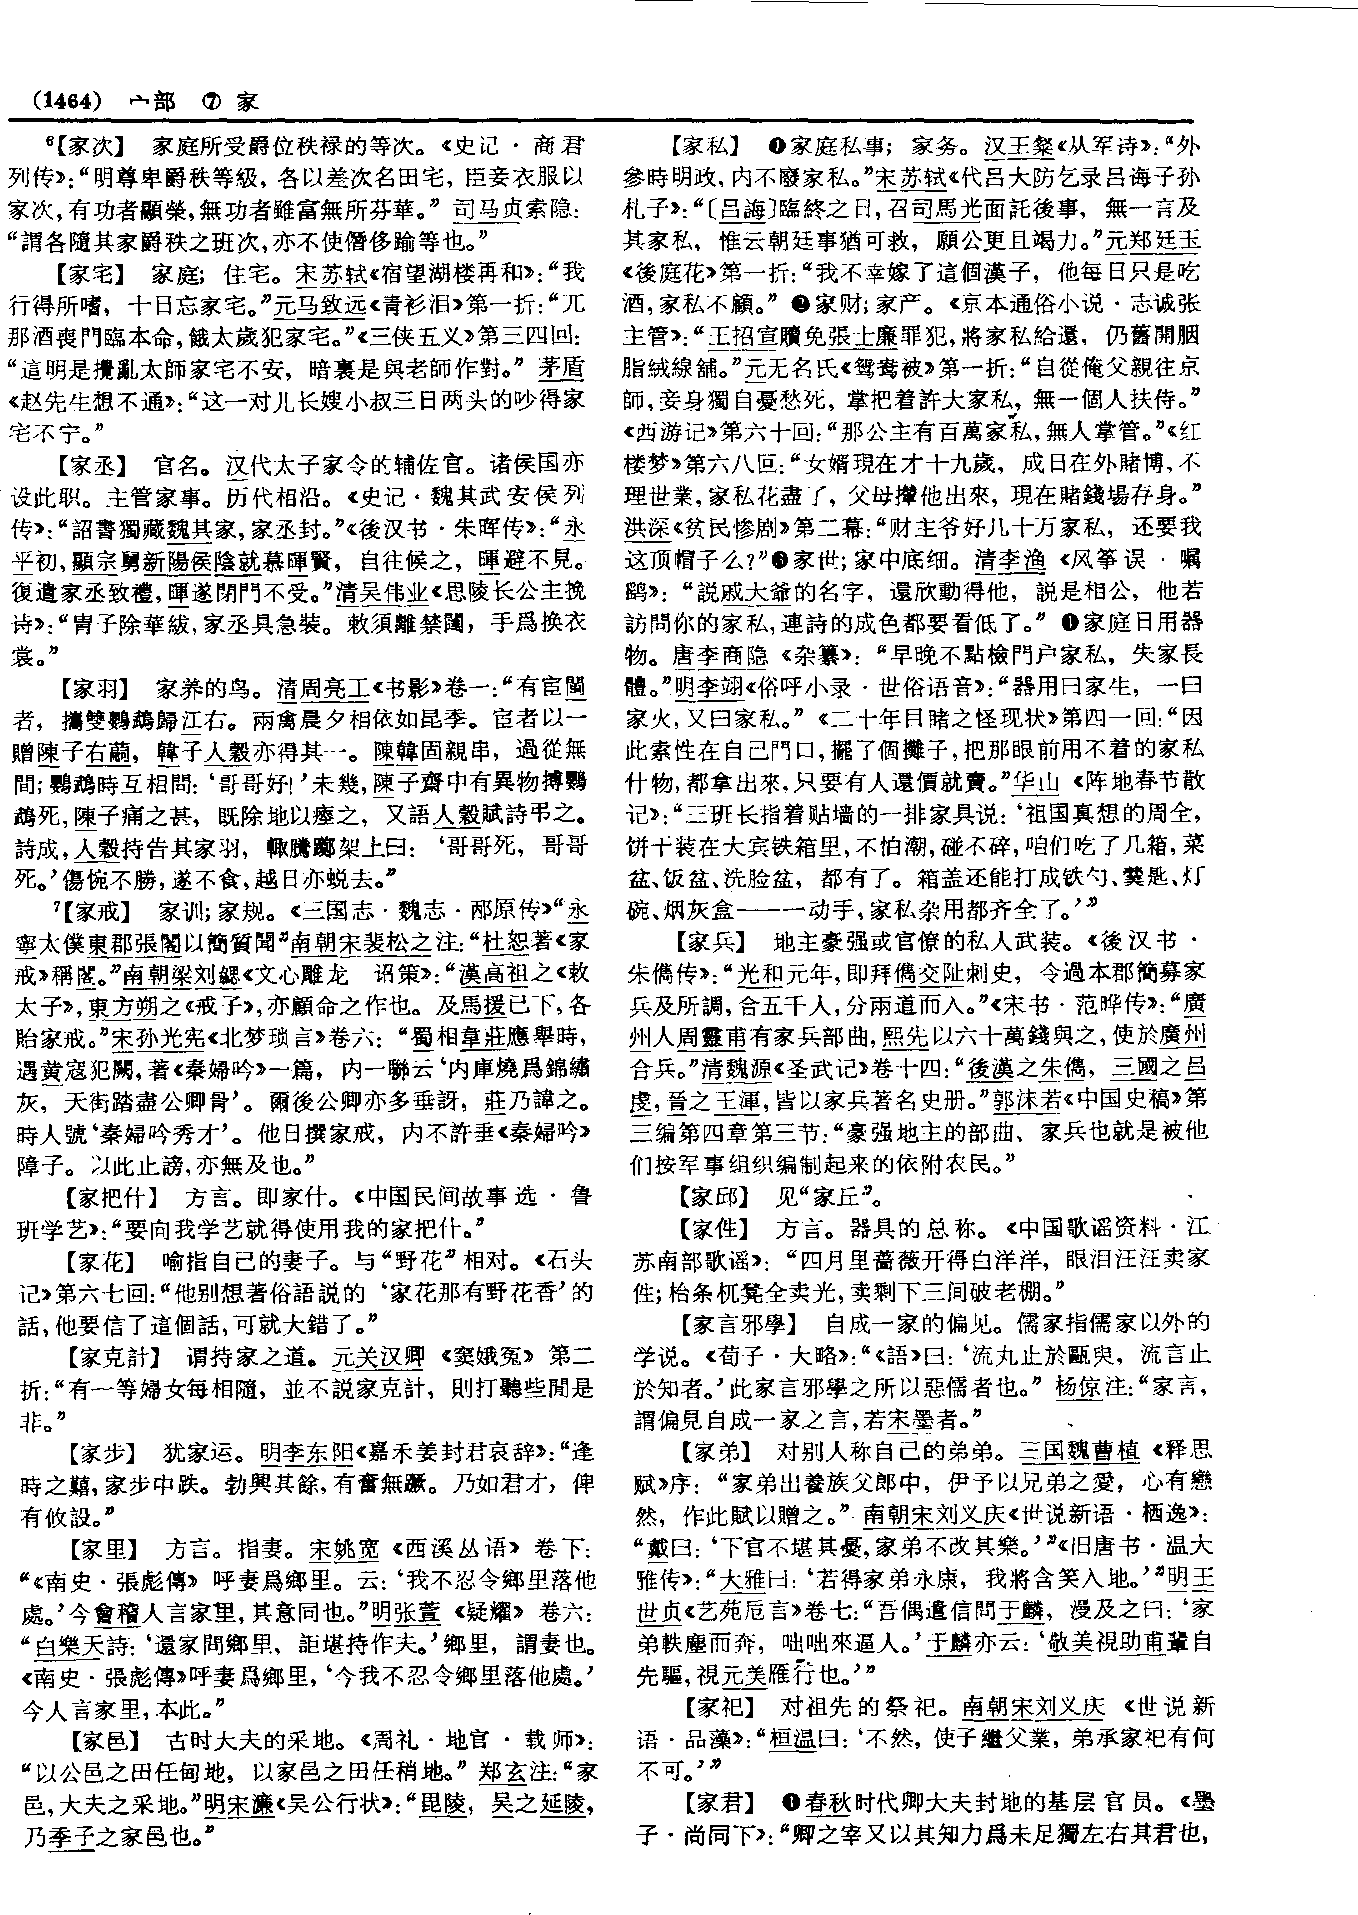 (1464) 宀部 ⑦ 家
⁶【家次】 家庭所受爵位秩禄的等次。《史记·商君
列传》:“明尊卑爵秩等級,各以差次名田宅,臣妾衣服以
家次,有功者顯榮,無功者雖富無所芬華。” 司马贞索隐:
“謂各隨其家爵秩之班次,亦不使僭侈踰等也。”
【家宅】 家庭; 住宅。宋苏轼《宿望湖楼再和》:“我
行得所嗜, 十日忘家宅。”元马致远《青衫泪》第一折:“兀
那酒喪門臨本命,餓太歲犯家宅。”《三侠五义》第三四回:
“這明是攪亂太師家宅不安, 暗裏是與老師作對。” 茅盾
《赵先生想不通》:“这一对儿长嫂小叔三日两头的吵得家
宅不宁。”
【家丞】 官名。汉代太子家令的辅佐官。诸侯国亦
设此职。主管家事。历代相沿。《史记·魏其武安侯列
传》:“詔書獨藏魏其家,家丞封。”《後汉书·朱晖传》:“永
平初,顯宗舅新陽侯陰就慕暉賢, 自往候之, 暉避不見。
復遣家丞致禮,暉遂閉門不受。”清吴伟业《思陵长公主挽
诗》:“胄子除華紱,家丞具急裝。敕須離禁闥, 手爲换衣
裳。”
【家羽】 家养的鸟。清周亮工《书影》卷一:“有宦閩
者, 攜雙鸚鵡歸江右。兩禽晨夕相依如昆季。宦者以一
贈陳子右萠, 韓子人榖亦得其一。陳韓固親串, 過從無
間;鸚鵡時互相問:‘哥哥好!’未幾,陳子齋中有異物搏鸚
鵡死,陳子痛之甚, 既除地以瘞之, 又語人榖賦詩弔之。
詩成,人榖持告其家羽, 輒騰躑架上曰: ‘哥哥死, 哥哥
死。’傷惋不勝,遂不食,越日亦蜕去。”
⁷【家戒】 家训;家规。《三国志·魏志·邴原传》“永
寧太僕東郡張閣以簡質聞”南朝宋裴松之注:“杜恕著《家
戒》稱閣。”南朝梁刘勰《文心雕龙 诏策》:“漢高祖之《敕
太子》,東方朔之《戒子》,亦顧命之作也。及馬援已下,各
貽家戒。”宋孙光宪《北梦琐言》卷六: “蜀相韋莊應舉時,
遇黄寇犯闕,著《秦婦吟》一篇, 内一聯云‘内庫燒爲錦繡
灰, 天街踏盡公卿骨’。爾後公卿亦多垂訝, 莊乃諱之。
時人號‘秦婦吟秀才’。他日撰家戒, 内不許垂《秦婦吟》
障子。以此止謗,亦無及也。”
【家把什】 方言。即家什。《中国民间故事选·鲁
班学艺》:“要向我学艺就得使用我的家把什。”
【家花】 喻指自己的妻子。与“野花”相对。《石头
记》第六七回:“他别想著俗語説的 ‘家花那有野花香’的
話,他要信了這個話,可就大錯了。”
【家克計】 谓持家之道。元关汉卿 《窦娥冤》 第二
折:“有一等婦女每相隨, 並不説家克計, 則打聽些閒是
非。”
【家步】 犹家运。明李东阳《嘉禾姜封君哀辞》:“逢
時之囏,家步中跌。勃興其餘,有奮無蹶。乃如君才, 俾
有攸設。”
【家里】 方言。指妻。宋姚宽 《西溪丛语》 卷下:
“《南史·張彪傳》 呼妻爲鄉里。云:‘我不忍令鄉里落他
處。’今會稽人言家里,其意同也。”明张萱 《疑耀》 卷六:
“白樂天詩: ‘還家問鄉里, 詎堪持作夫。’鄉里, 謂妻也。
《南史·張彪傳》呼妻爲鄉里,‘今我不忍令鄉里落他處。’
今人言家里,本此。”
【家邑】 古时大夫的采地。《周礼·地官·载师》:
“以公邑之田任甸地, 以家邑之田任稍地。” 郑玄注:“家
邑,大夫之采地。”明宋濂《吴公行状》:“毘陵, 吴之延陵,
乃季子之家邑也。”
【家私】 ❶家庭私事; 家务。汉王粲《从军诗》:“外
參時明政,内不廢家私。”宋苏轼《代吕大防乞录吕诲子孙
札子》:“〔吕誨〕臨終之日,召司馬光面託後事, 無一言及
其家私, 惟云朝廷事猶可救, 願公更且竭力。”元郑廷玉
《後庭花》第一折:“我不幸嫁了這個漢子, 他每日只是吃
酒,家私不顧。” ❷家财;家产。《京本通俗小说·志诚张
主管》:“王招宣贖免張士廉罪犯,將家私給還, 仍舊開胭
脂絨線舖。”元无名氏《鸳鸯被》第一折:“自從俺父親往京
師,妾身獨自憂愁死, 掌把着許大家私, 無一個人扶侍。”
《西游记》第六十回:“那公主有百萬家私,無人掌管。”《红
楼梦》第六八回:“女婿現在才十九歲, 成日在外賭博,不
理世業,家私花盡了, 父母攆他出來, 現在賭錢場存身。”
洪深《贫民惨剧》第二幕:“财主爷好几十万家私, 还要我
这顶帽子么?”❸家世;家中底细。清李渔 《风筝误·嘱
鹞》: “説戚大爺的名字, 還欣動得他, 説是相公, 他若
訪問你的家私,連詩的成色都要看低了。” ❹家庭日用器
物。唐李商隐 《杂纂》: “早晚不點檢門户家私, 失家長
體。”明李翊《俗呼小录·世俗语音》:“器用曰家生, 一曰
家火,又曰家私。” 《二十年目睹之怪现状》第四一回:“因
此索性在自己門口,擺了個攤子,把那眼前用不着的家私
什物,都拿出來,只要有人還價就賣。”华山 《阵地春节散
记》:“三班长指着贴墙的一排家具说: ‘祖国真想的周全,
饼干装在大宾铁箱里,不怕潮,碰不碎,咱们吃了几箱,菜
盆、饭盆、洗脸盆, 都有了。箱盖还能打成铁勺、羹匙、灯
碗、烟灰盒——一动手,家私杂用都齐全了。’”
【家兵】 地主豪强或官僚的私人武装。《後汉书·
朱儁传》:“光和元年,即拜儁交阯刺史, 令過本郡簡募家
兵及所調,合五千人,分兩道而入。”《宋书·范晔传》:“廣
州人周靈甫有家兵部曲,熙先以六十萬錢與之,使於廣州
合兵。”清魏源《圣武记》卷十四:“後漢之朱儁, 三國之吕
虔,晉之王渾,皆以家兵著名史册。”郭沫若《中国史稿》第
三编第四章第三节:“豪强地主的部曲、 家兵也就是被他
们按军事组织编制起来的依附农民。”
【家邱】 见“家丘”。
【家性】 方言。器具的总称。《中国歌谣资料·江
苏南部歌谣》: “四月里蔷薇开得白洋洋, 眼泪汪汪卖家
性;枱条杌凳全卖光,卖剩下三间破老棚。”
【家言邪學】 自成一家的偏见。儒家指儒家以外的
学说。《荀子·大略》:“《語》曰: ‘流丸止於甌臾, 流言止
於知者。’此家言邪學之所以惡儒者也。” 杨倞注:“家言,
謂偏見自成一家之言,若宋墨者。”
【家弟】 对别人称自己的弟弟。三国魏曹植 《释思
赋》序: “家弟出養族父郎中, 伊予以兄弟之愛, 心有戀
然, 作此賦以贈之。” 南朝宋刘义庆《世说新语·栖逸》:
“戴曰: ‘下官不堪其憂,家弟不改其樂。’”《旧唐书·温大
雅传》:“大雅曰: ‘若得家弟永康, 我將含笑入地。’”明王
世贞《艺苑卮言》卷七:“吾偶遺信問于麟, 漫及之曰: ‘家
弟軼塵而奔, 咄咄來逼人。’于麟亦云: ‘敬美視助甫輩自
先驅,視元美雁行也。’”
【家祀】 对祖先的祭祀。南朝宋刘义庆 《世说新
语·品藻》:“桓温曰: ‘不然, 使子繼父業, 弟承家祀有何
不可。’”
【家君】 ❶春秋时代卿大夫封地的基层官员。《墨
子·尚同下》:“卿之宰又以其知力爲未足獨左右其君也,